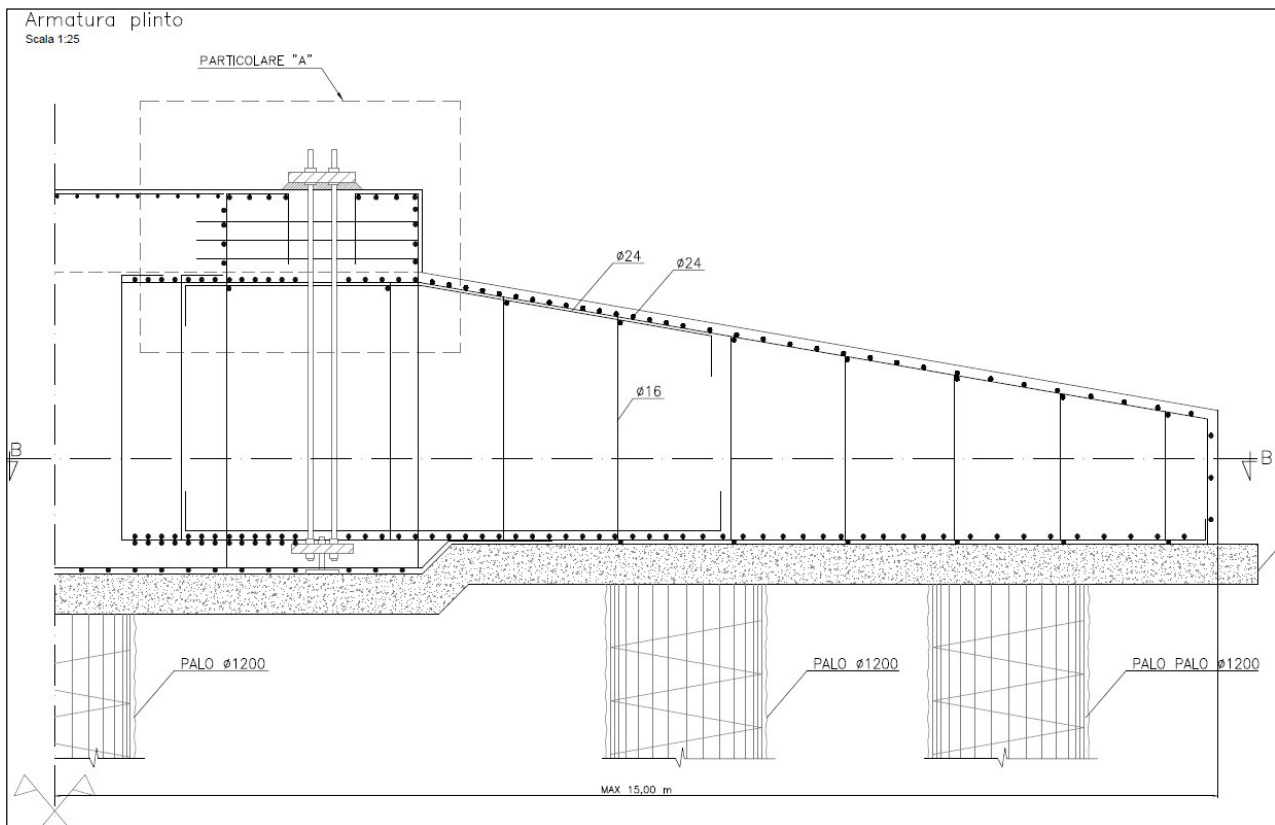 Armatura plinto
Scala 1:25
PARTICOLARE "A"
ø24
ø24
ø16
B
B
PALO ø1200
PALO ø1200
PALO PALO ø1200
MAX 15,00 m